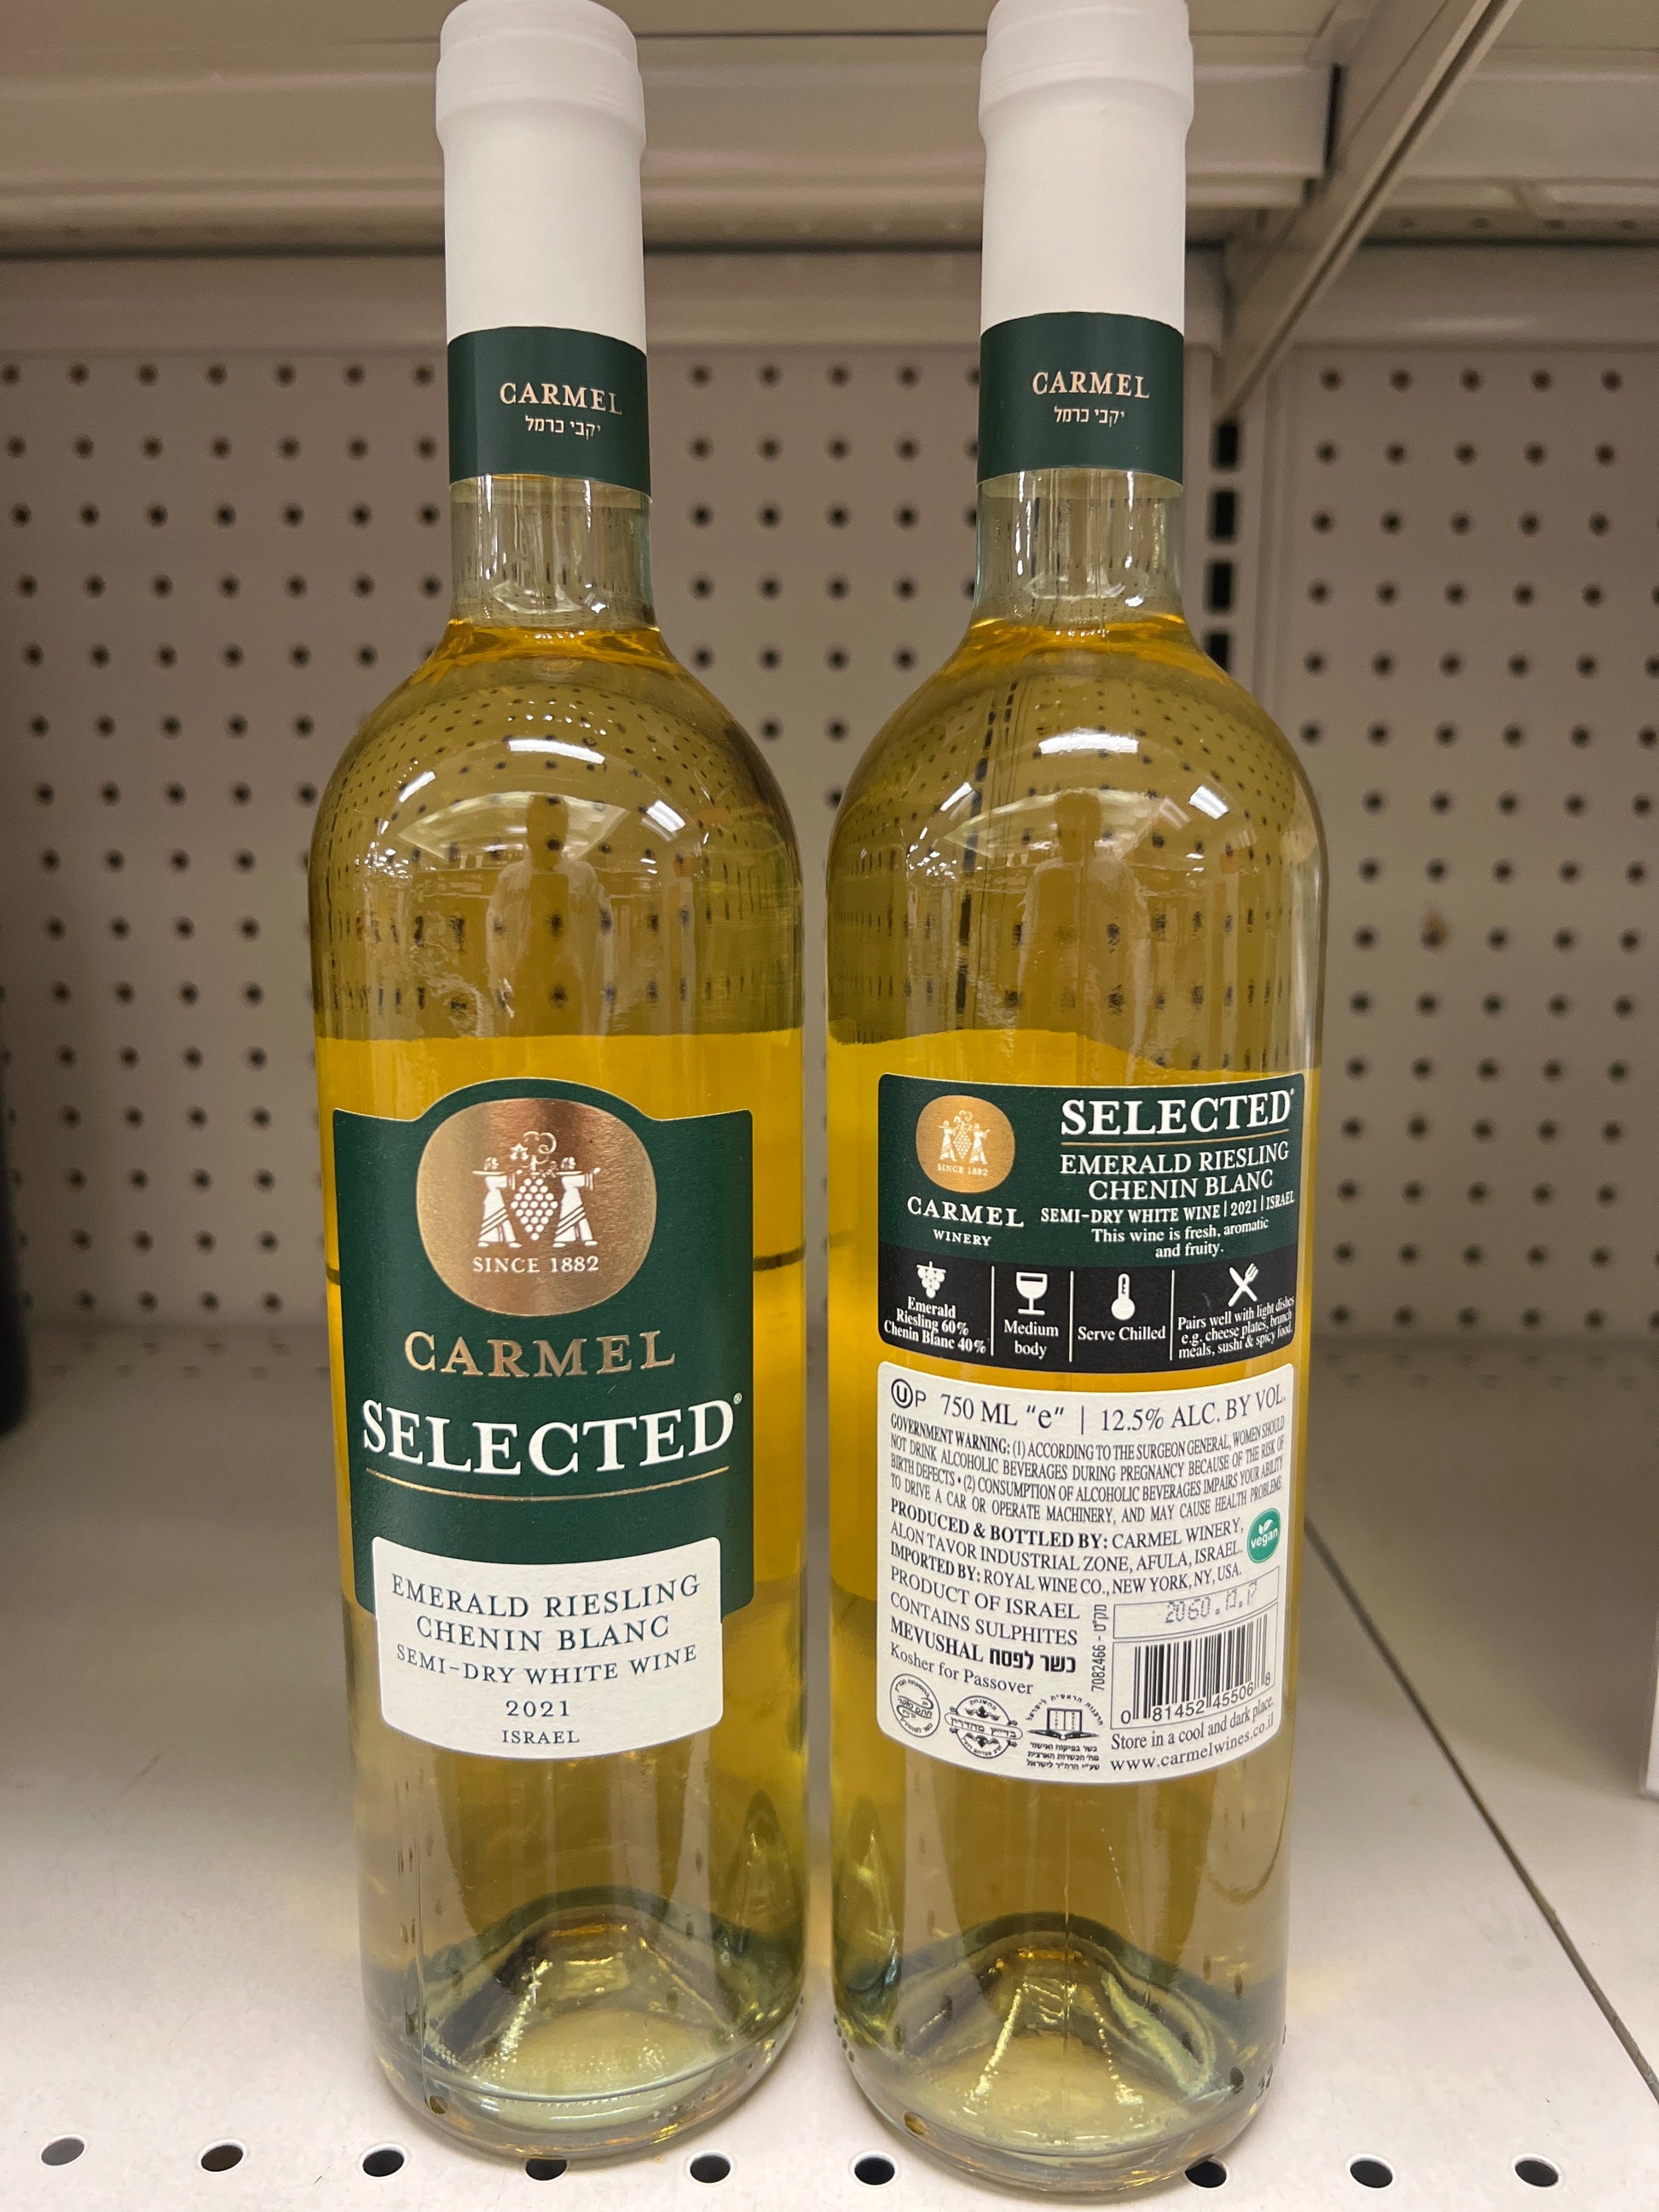 CARMEL
יקבי כרמל
SINCE 1882
CARMEL
SELECTED®
EMERALD RIESLING
CHENIN BLANC
SEMI-DRY WHITE WINE
2021
ISRAEL
CARMEL
יקבי כרמל
SINCE 1882
CARMEL
WINERY
SELECTED®
EMERALD RIESLING
CHENIN BLANC
SEMI-DRY WHITE WINE | 2021 | ISRAEL
This wine is fresh, aromatic
and fruity.
Emerald
Riesling 60%
Chenin Blanc 40%
Medium
body
Serve Chilled
Pairs well with light dishes
e.g. cheese plates, brunch
meals, sushi & spicy food.
UP 750 ML "e" | 12.5% ALC. BY VOL.
GOVERNMENT WARNING: (1) ACCORDING TO THE SURGEON GENERAL, WOMEN SHOULD
NOT DRINK ALCOHOLIC BEVERAGES DURING PREGNANCY BECAUSE OF THE RISK OF
BIRTH DEFECTS • (2) CONSUMPTION OF ALCOHOLIC BEVERAGES IMPAIRS YOUR ABILITY
TO DRIVE A CAR OR OPERATE MACHINERY, AND MAY CAUSE HEALTH PROBLEMS.
PRODUCED & BOTTLED BY: CARMEL WINERY,
ALON TAVOR INDUSTRIAL ZONE, AFULA, ISRAEL.
IMPORTED BY: ROYAL WINE CO., NEW YORK, NY, USA.
vegan
PRODUCT OF ISRAEL
CONTAINS SULPHITES
MEVUSHAL כשר לפסח
Kosher for Passover
מק"ט - 7082466
0 81452 45506 8
Store in a cool and dark place.
www.carmelwines.co.il
בד"ץ מהדרין